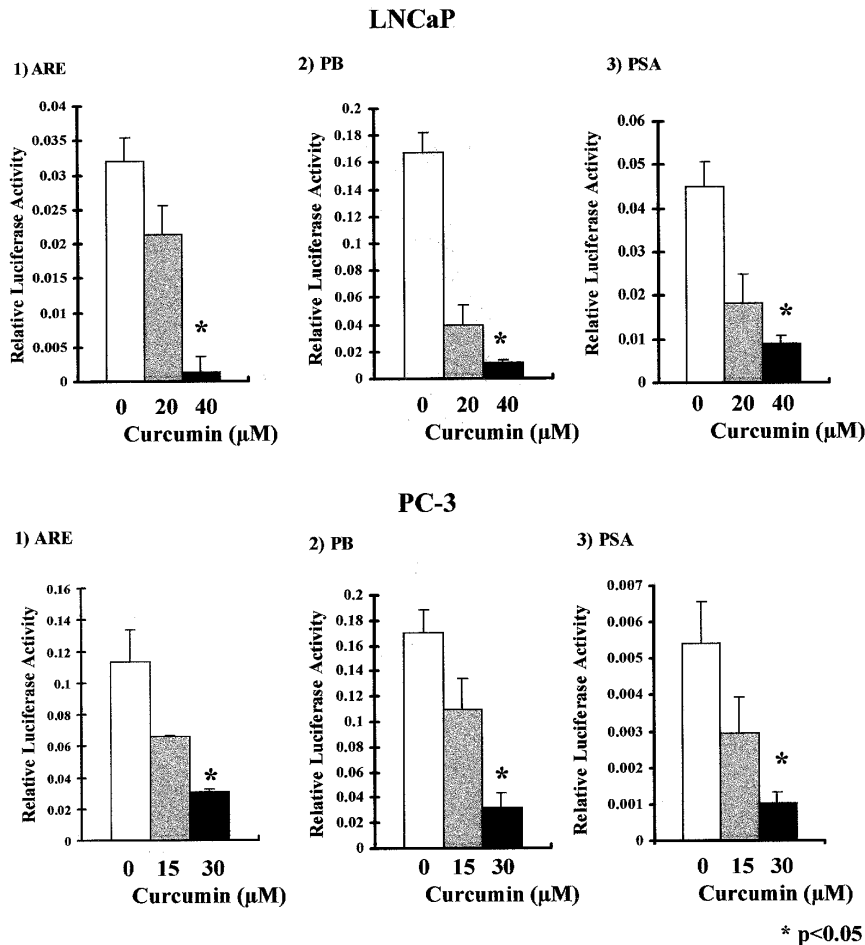 LNCaP
1) ARE
2) PB
3) PSA
Relative Luciferase Activity
0.04
0.035
0.03
0.025
0.02
0.015
0.01
0.005
0
*
0 20 40
Curcumin (μM)
Relative Luciferase Activity
0.2
0.18
0.16
0.14
0.12
0.1
0.08
0.06
0.04
0.02
0
*
0 20 40
Curcumin (μM)
Relative Luciferase Activity
0.06
0.05
0.04
0.03
0.02
0.01
0
*
0 20 40
Curcumin (μM)
PC-3
1) ARE
2) PB
3) PSA
Relative Luciferase Activity
0.16
0.14
0.12
0.1
0.08
0.06
0.04
0.02
0
*
0 15 30
Curcumin (μM)
Relative Luciferase Activity
0.2
0.18
0.16
0.14
0.12
0.1
0.08
0.06
0.04
0.02
0
*
0 15 30
Curcumin (μM)
Relative Luciferase Activity
0.007
0.006
0.005
0.004
0.003
0.002
0.001
0
*
0 15 30
Curcumin (μM)
* p<0.05